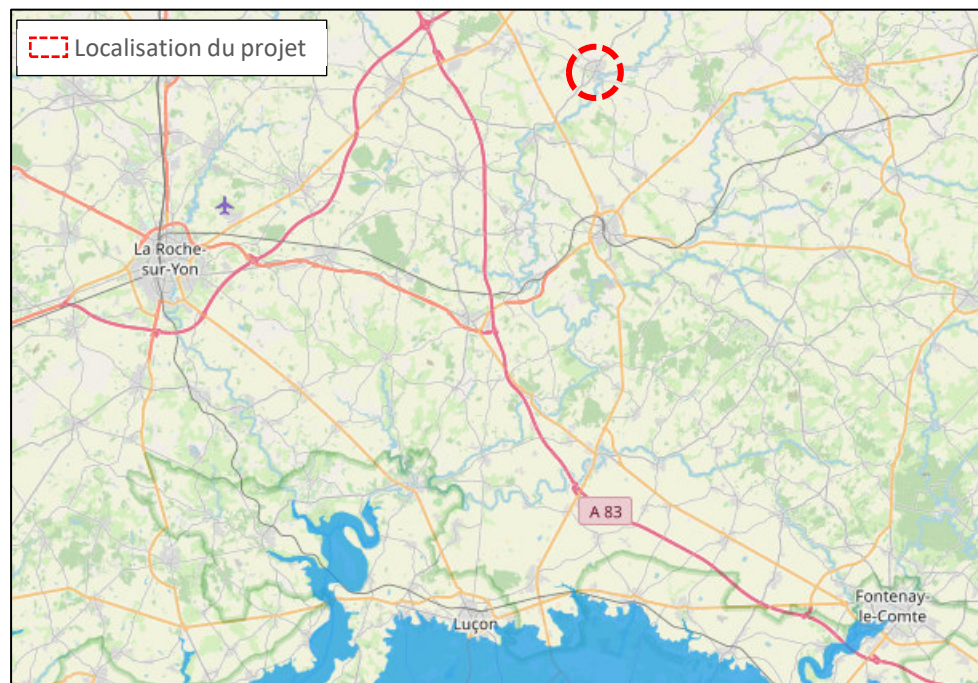 Localisation du projet
La Roche-
sur-Yon
A 83
Fontenay-
le-Comte
Luçon